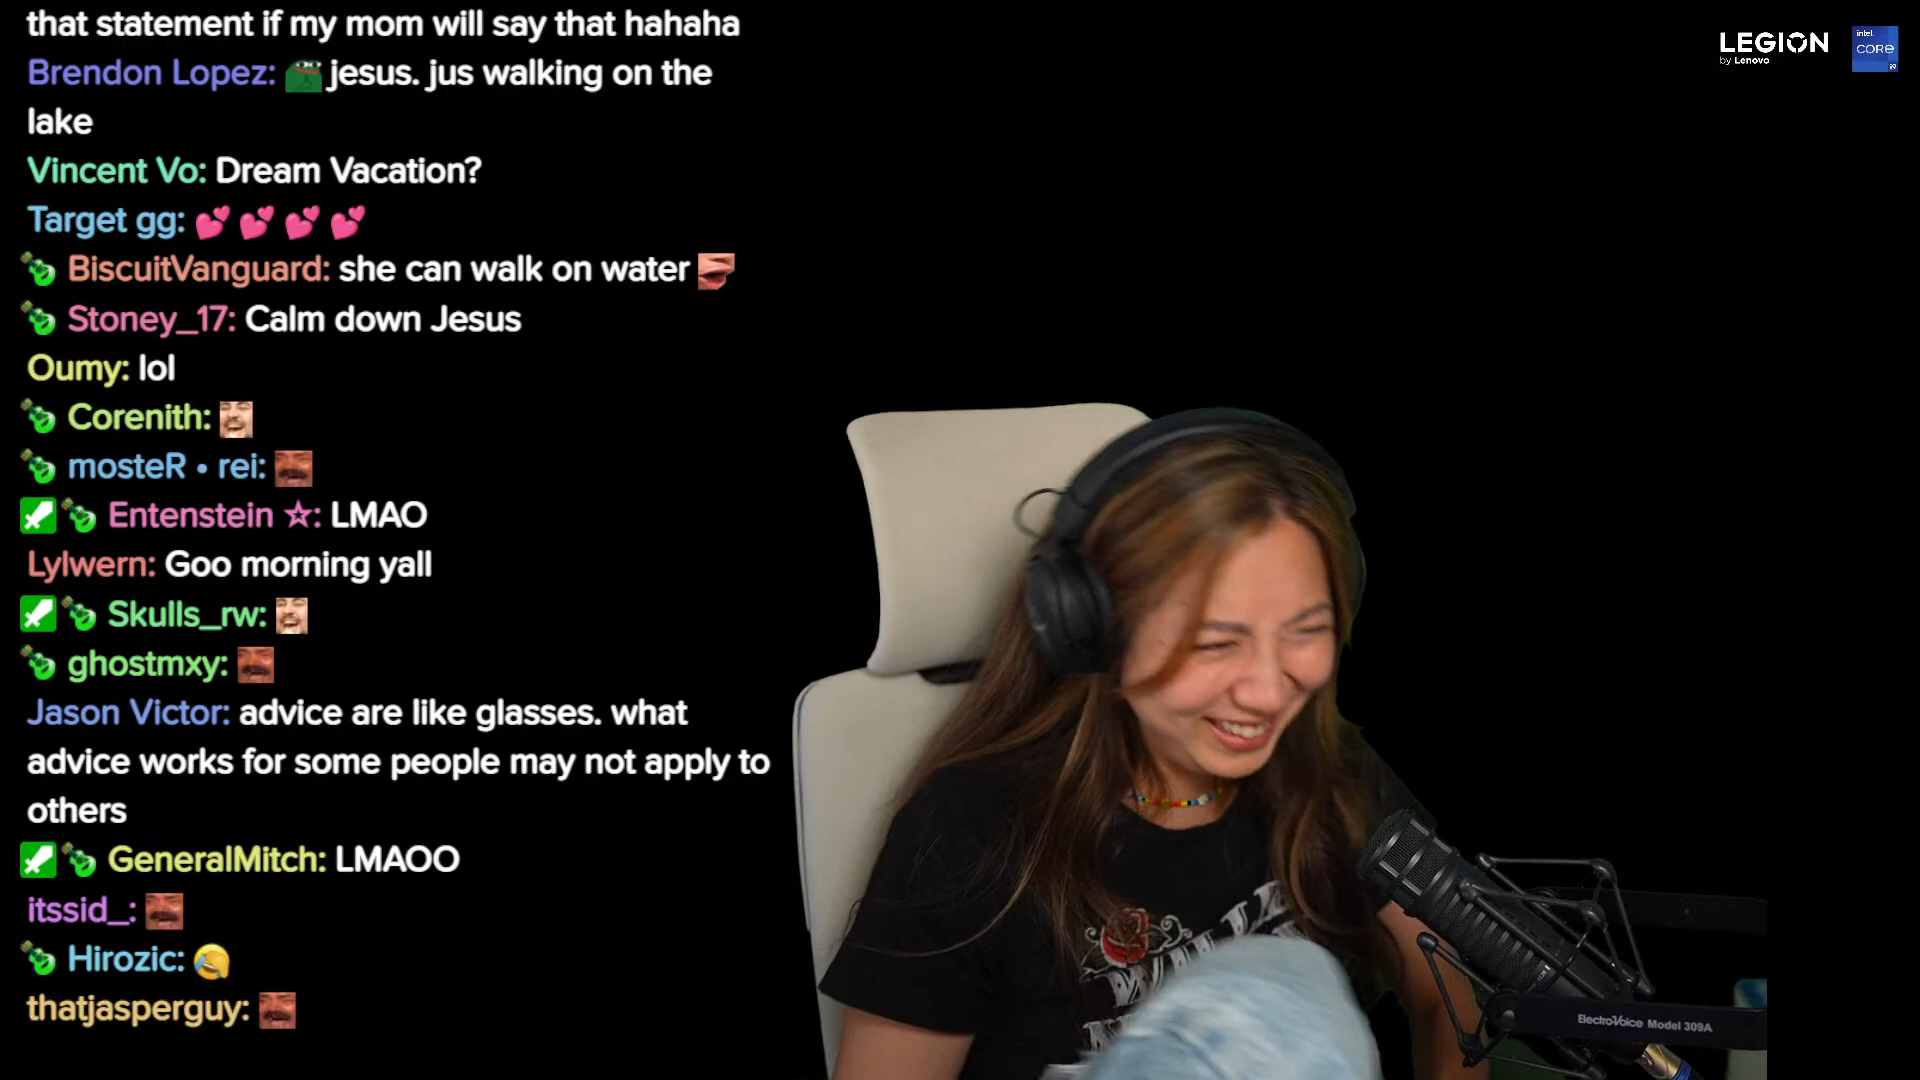 that statement if my mom will say that hahaha
Brendon Lopez: jesus. jus walking on the
lake
Vincent Vo: Dream Vacation?
Target gg: 💕 💕 💕 💕
BiscuitVanguard: she can walk on water
Stoney_17: Calm down Jesus
Oumy: lol
Corenith:
mosteR • rei:
Entenstein ☆: LMAO
Lylwern: Goo morning yall
Skulls_rw:
ghostmxy:
Jason Victor: advice are like glasses. what
advice works for some people may not apply to
others
GeneralMitch: LMAOO
itssid_:
Hirozic: 😂
thatjasperguy:
LEGION
by Lenovo
intel
CORE
i9
ElectroVoice Model 309A